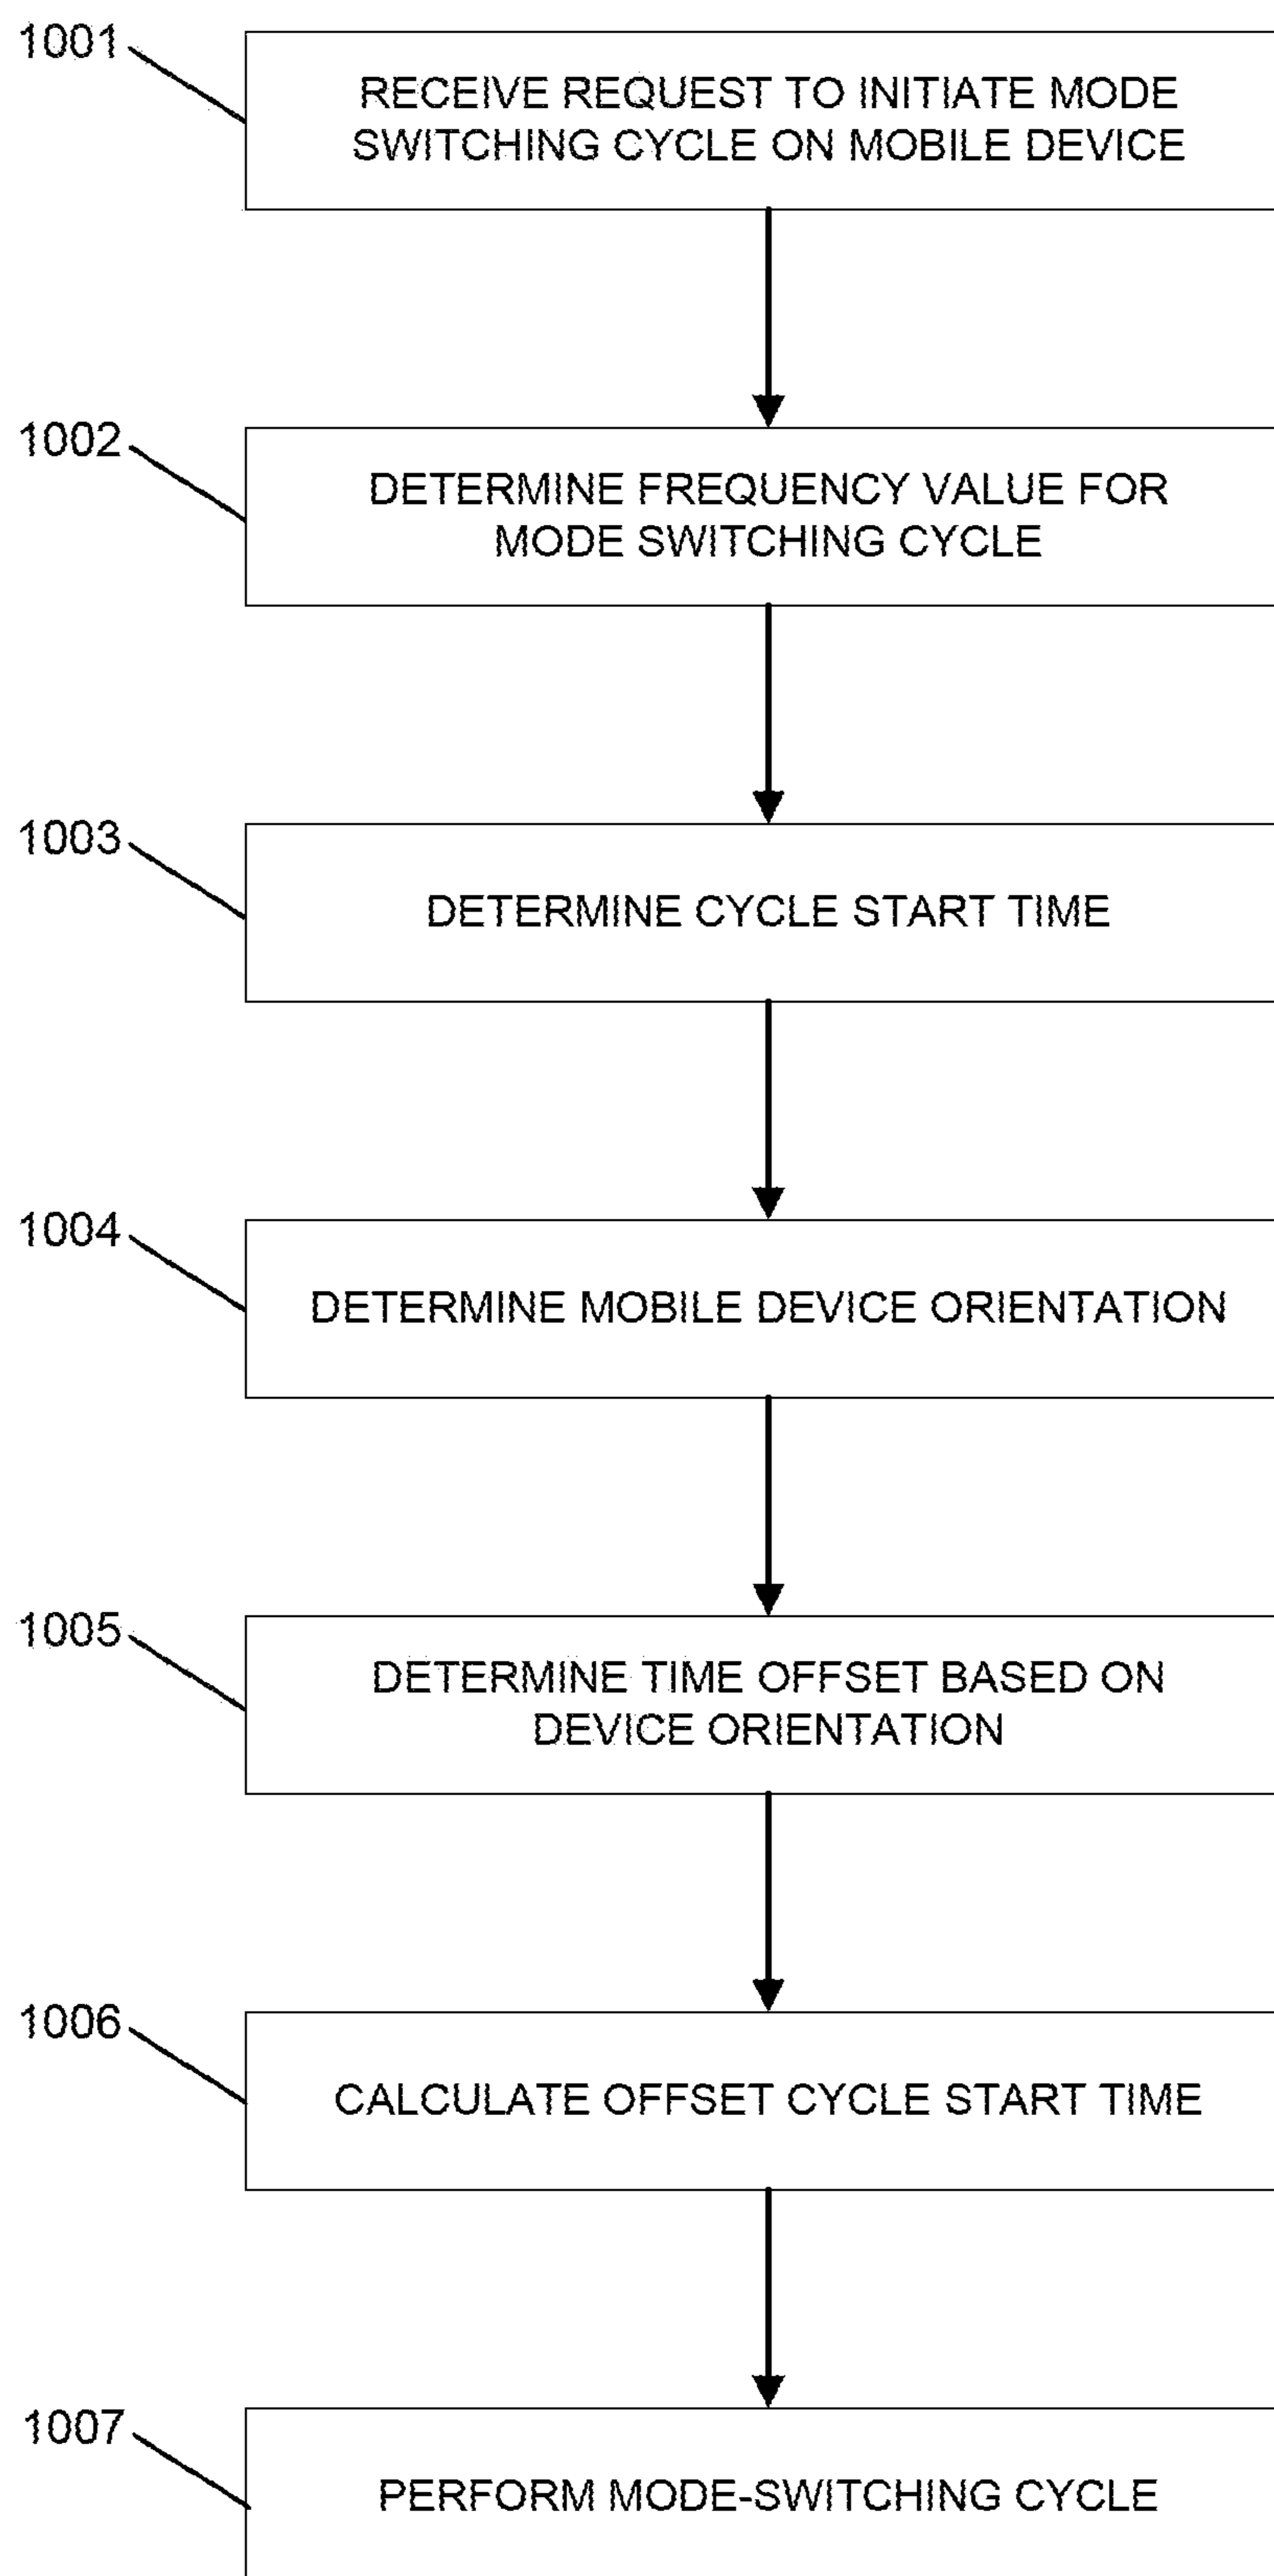 1001
RECEIVE REQUEST TO INITIATE MODE
SWITCHING CYCLE ON MOBILE DEVICE
1002
DETERMINE FREQUENCY VALUE FOR
MODE SWITCHING CYCLE
1003
DETERMINE CYCLE START TIME
1004
DETERMINE MOBILE DEVICE ORIENTATION
1005
DETERMINE TIME OFFSET BASED ON
DEVICE ORIENTATION
1006
CALCULATE OFFSET CYCLE START TIME
1007
PERFORM MODE-SWITCHING CYCLE